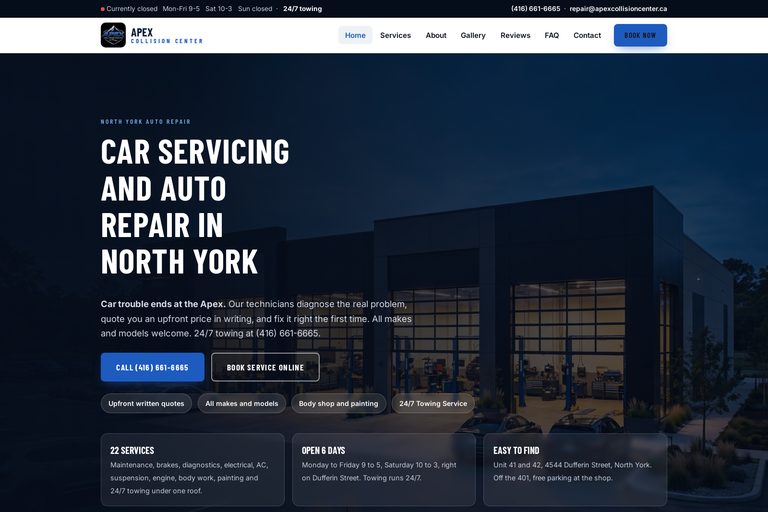 Currently closed Mon-Fri 9-5 Sat 10-3 Sun closed · 24/7 towing
(416) 661-6665 · repair@apexcollisioncenter.ca
APEX
COLLISION CENTER
Home Services About Gallery Reviews FAQ Contact BOOK NOW
NORTH YORK AUTO REPAIR
CAR SERVICING
AND AUTO
REPAIR IN
NORTH YORK
Car trouble ends at the Apex. Our technicians diagnose the real problem,
quote you an upfront price in writing, and fix it right the first time. All makes
and models welcome. 24/7 towing at (416) 661-6665.
CALL (416) 661-6665 BOOK SERVICE ONLINE
Upfront written quotes All makes and models Body shop and painting 24/7 Towing Service
22 SERVICES
Maintenance, brakes, diagnostics, electrical, AC,
suspension, engine, body work, painting and
24/7 towing under one roof.
OPEN 6 DAYS
Monday to Friday 9 to 5, Saturday 10 to 3, right
on Dufferin Street. Towing runs 24/7.
EASY TO FIND
Unit 41 and 42, 4544 Dufferin Street, North York.
Off the 401, free parking at the shop.